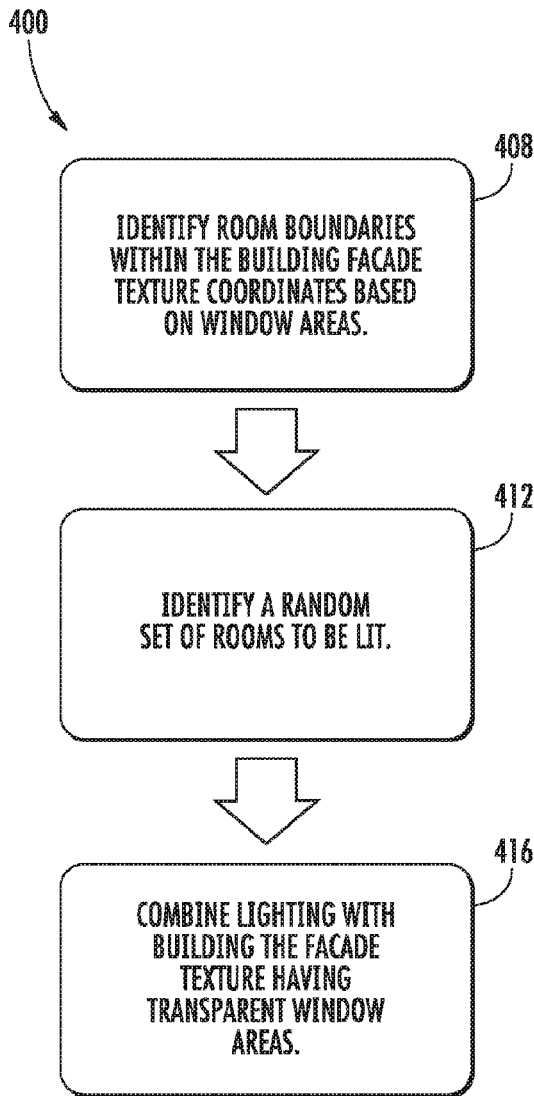 400
408
IDENTIFY ROOM BOUNDARIES
WITHIN THE BUILDING FACADE
TEXTURE COORDINATES BASED
ON WINDOW AREAS.
412
IDENTIFY A RANDOM
SET OF ROOMS TO BE LIT.
416
COMBINE LIGHTING WITH
BUILDING THE FACADE
TEXTURE HAVING
TRANSPARENT WINDOW
AREAS.